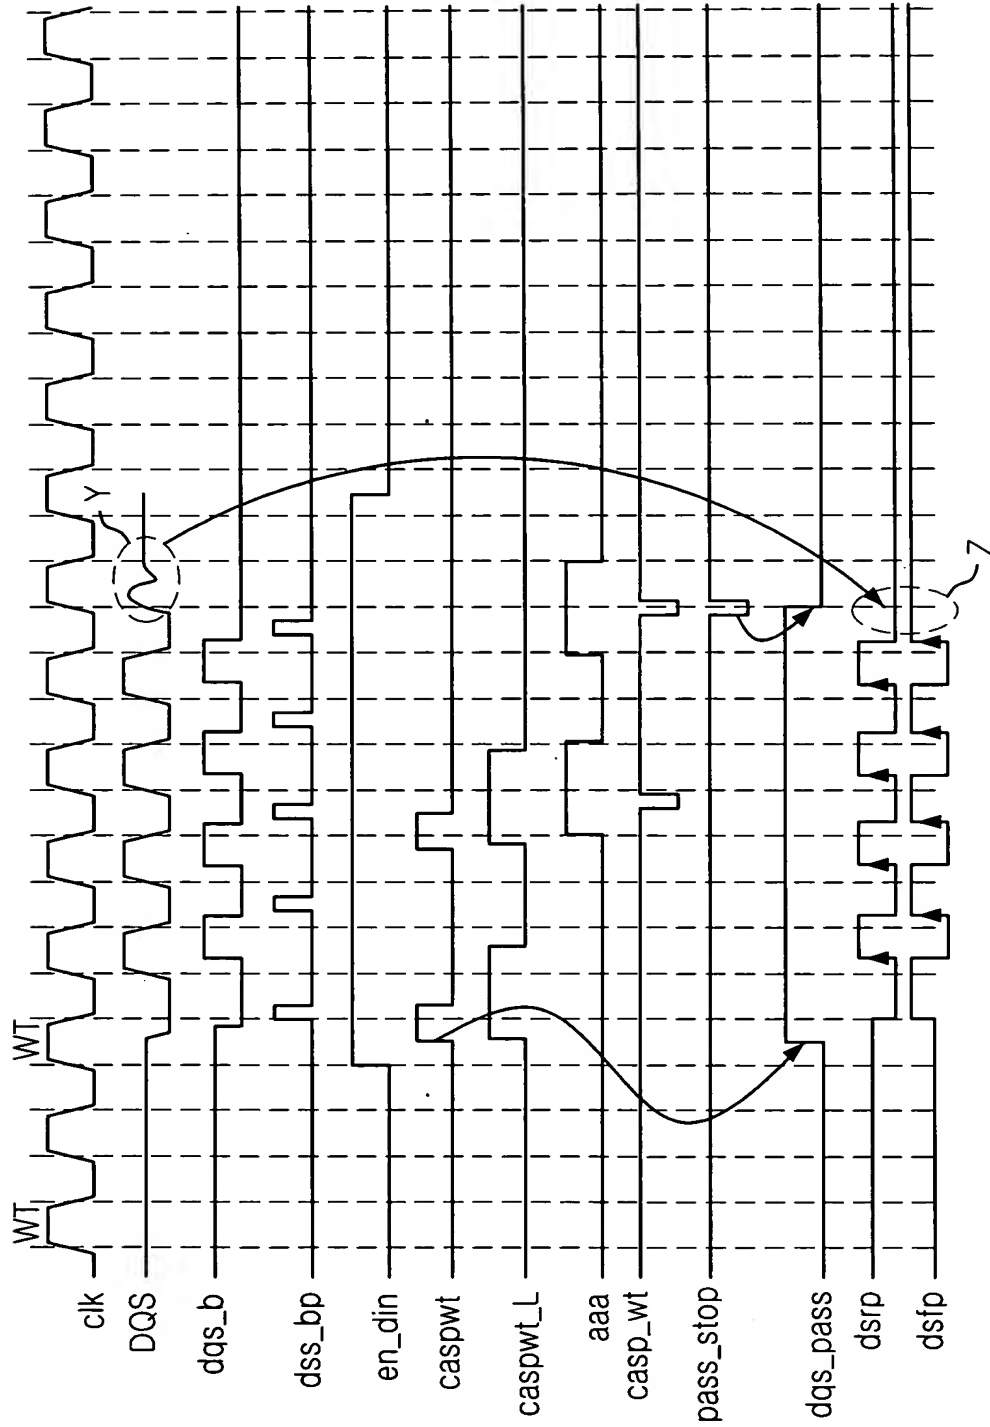 WT WT
clk
DQS
Y
dqs_b
dss_bp
en_din
caspwt
caspwt_L
aaa
casp_wt
pass_stop
dqs_pass
dsrp
dsfp